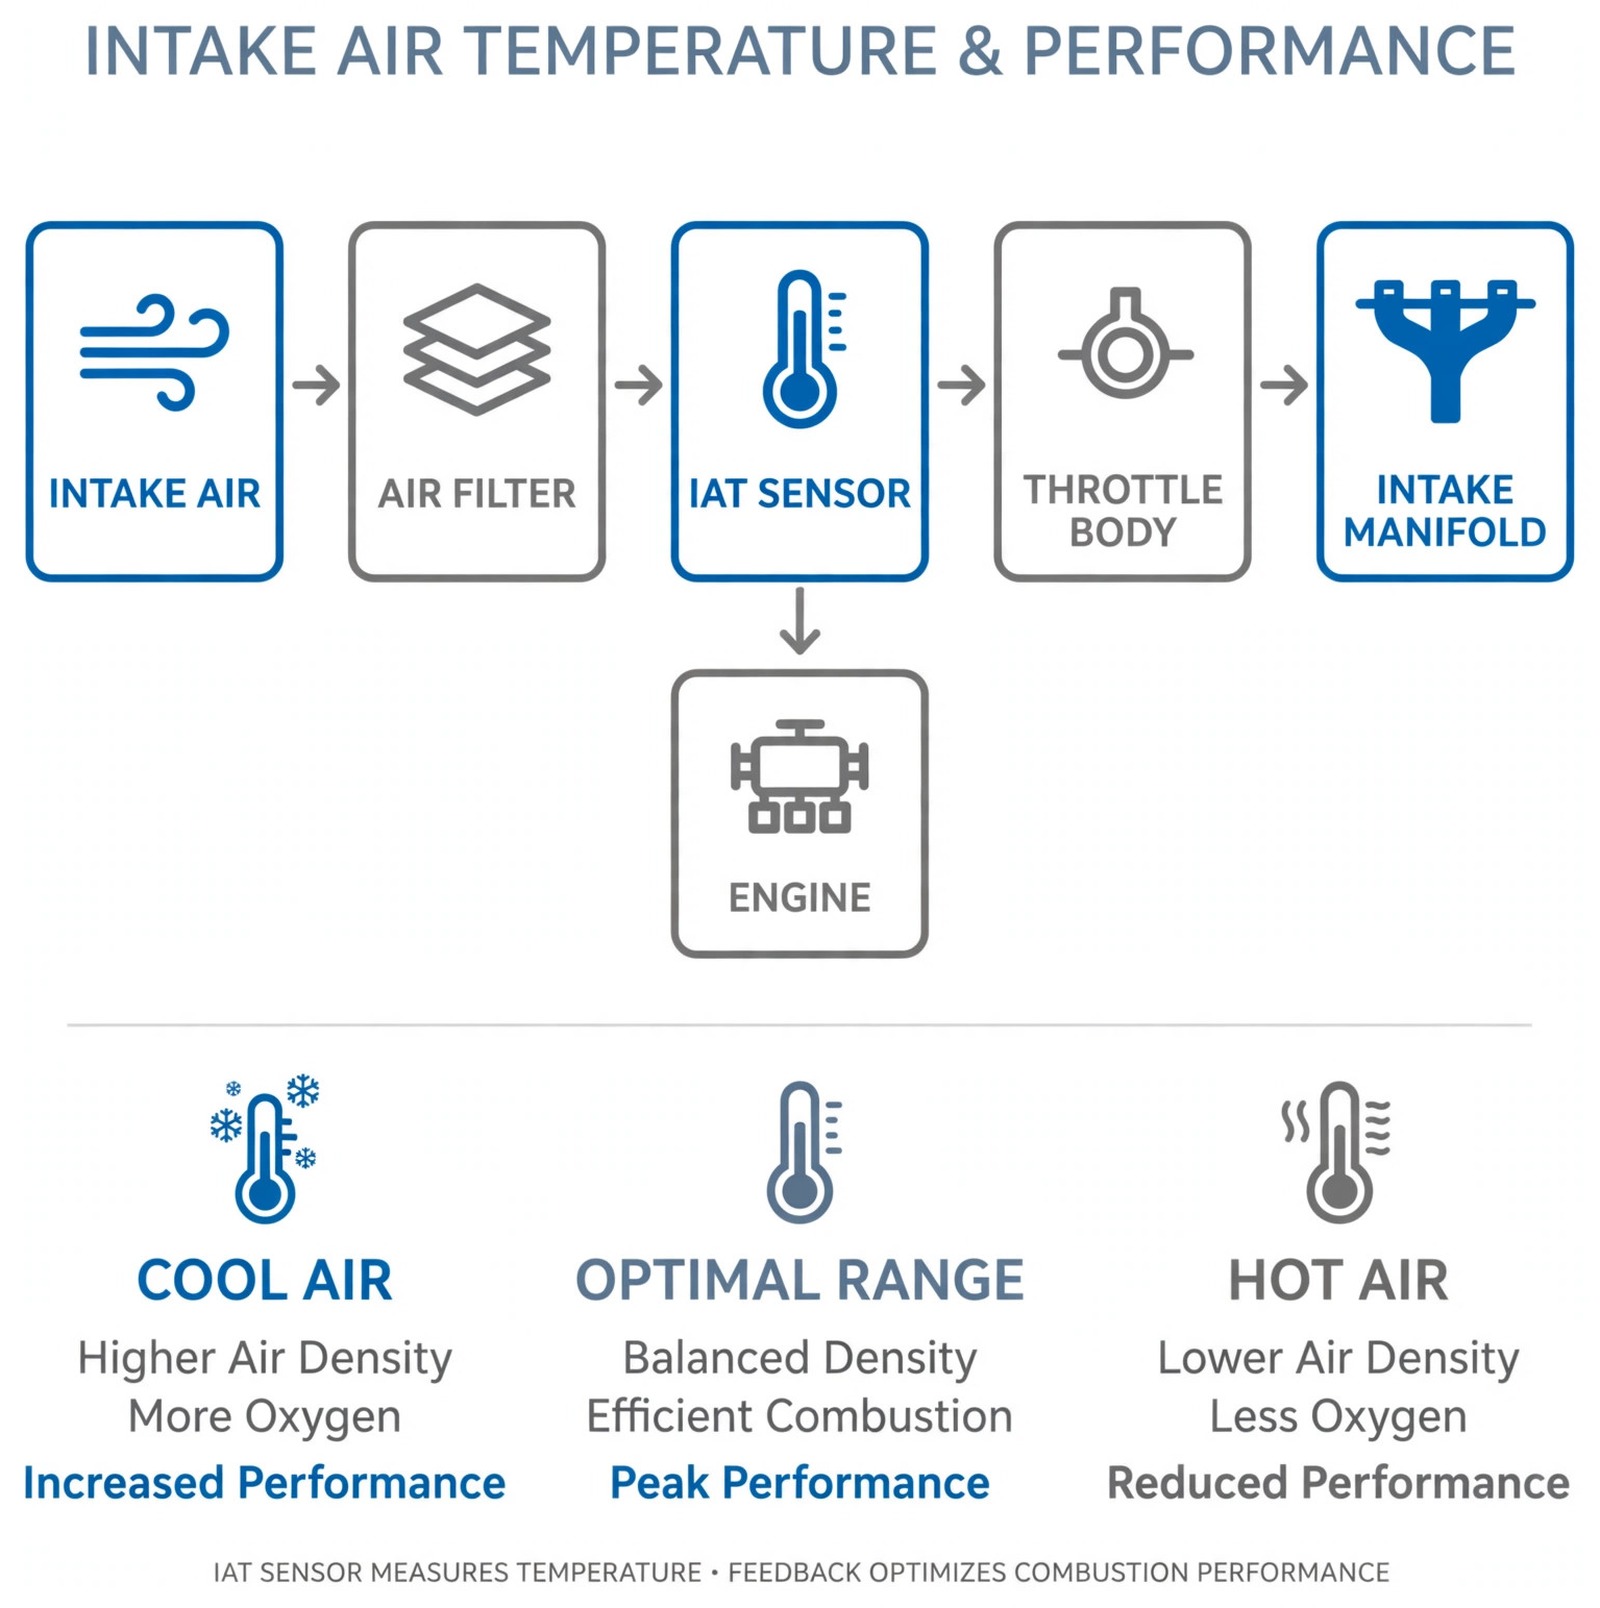 INTAKE AIR TEMPERATURE & PERFORMANCE
INTAKE AIR
AIR FILTER
IAT SENSOR
THROTTLE
BODY
INTAKE
MANIFOLD
ENGINE
COOL AIR
Higher Air Density
More Oxygen
Increased Performance
OPTIMAL RANGE
Balanced Density
Efficient Combustion
Peak Performance
HOT AIR
Lower Air Density
Less Oxygen
Reduced Performance
IAT SENSOR MEASURES TEMPERATURE • FEEDBACK OPTIMIZES COMBUSTION PERFORMANCE